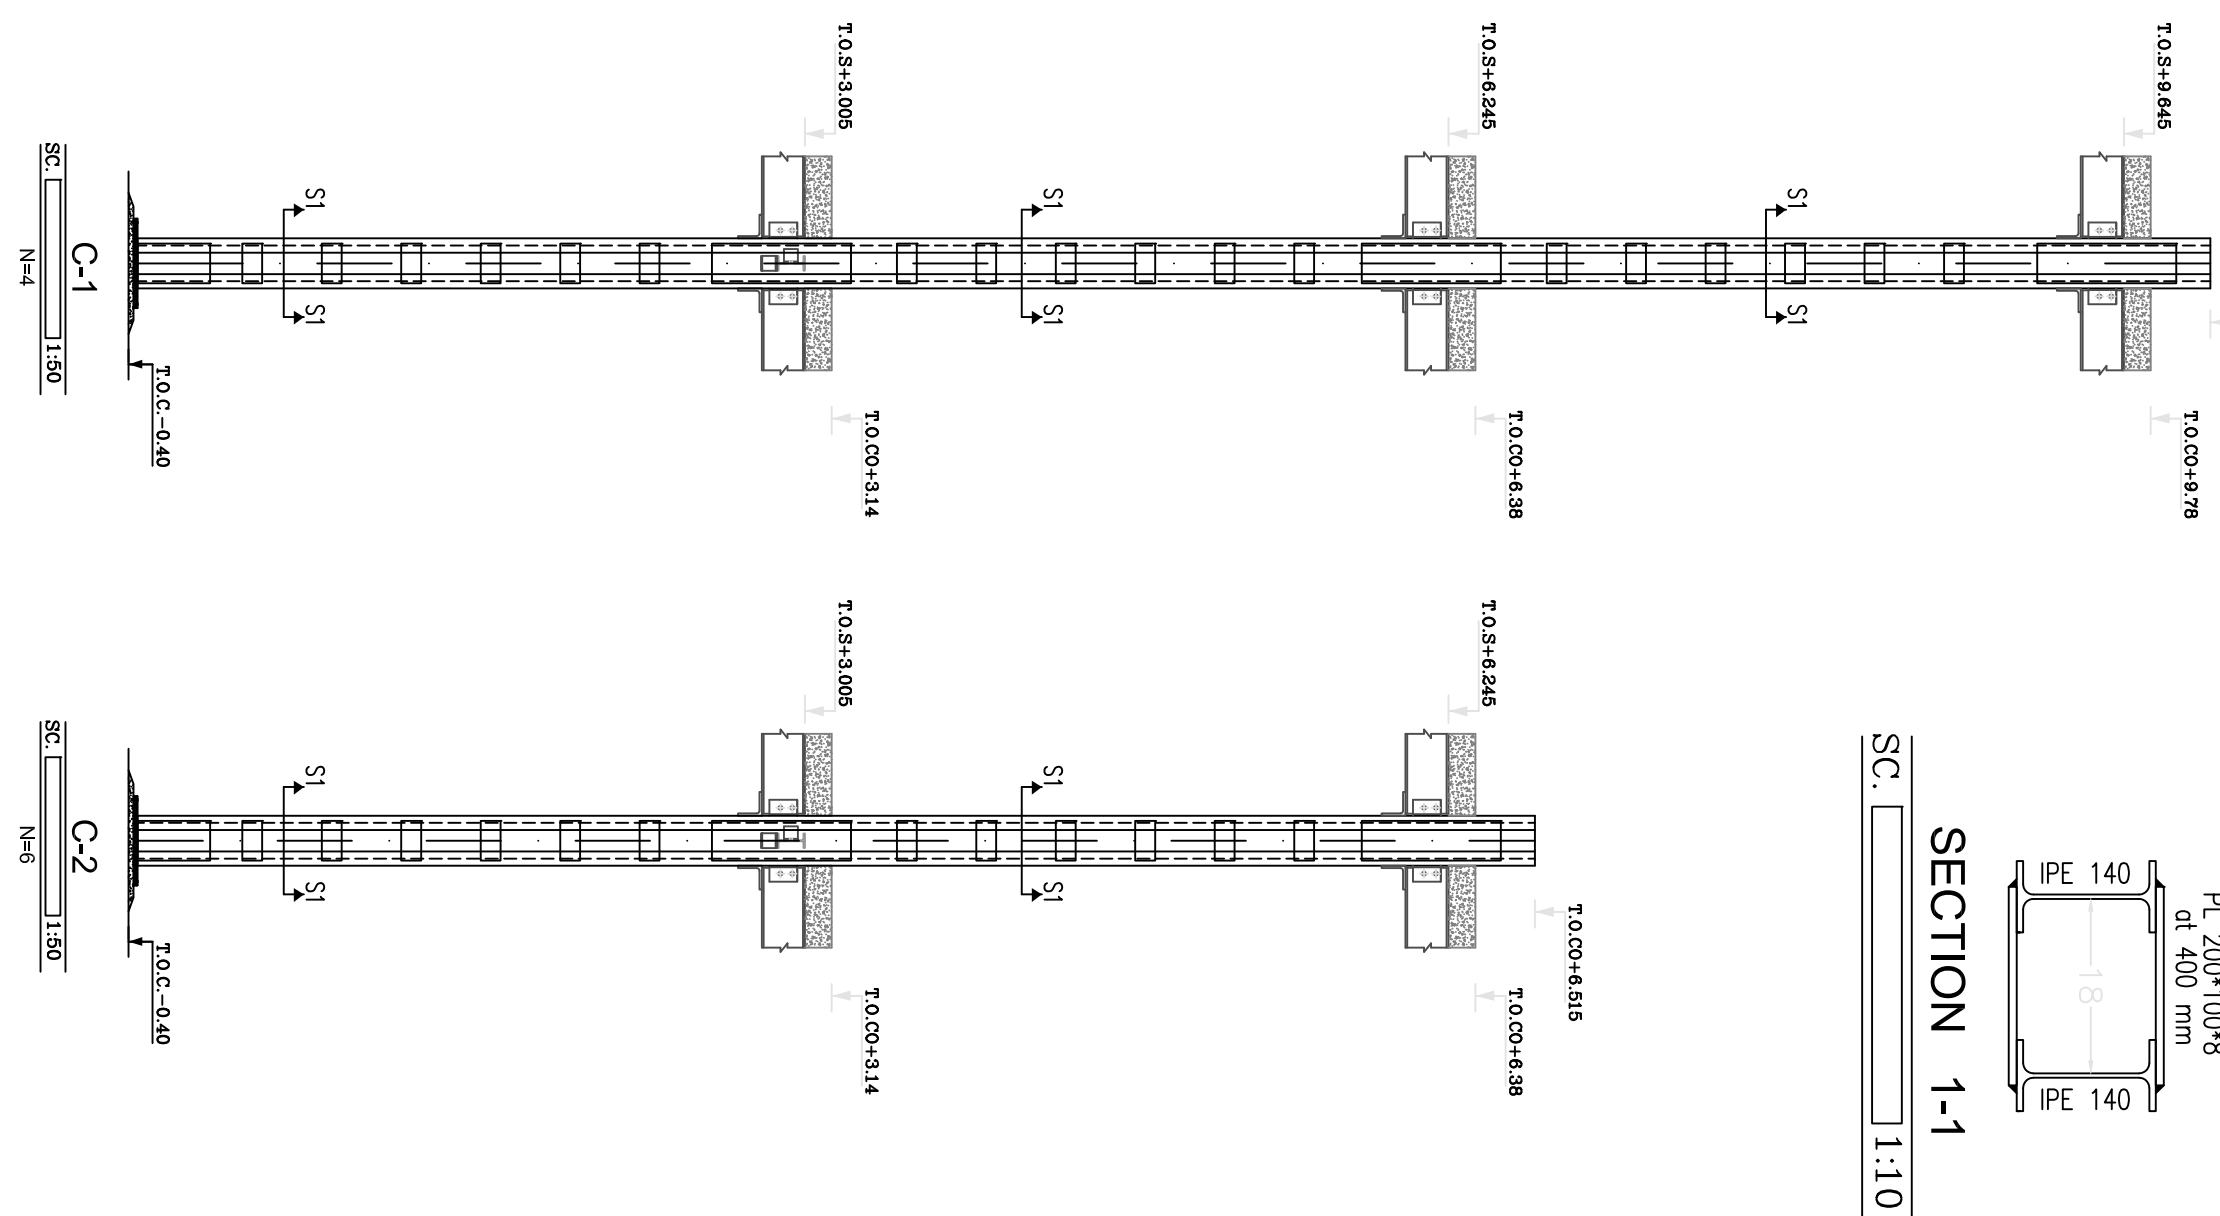 T.O.S+3.005
T.O.S+6.245
T.O.S+9.645
S1
S1
S1
S1
S1
S1
C-1
N=4
SC.
1:50
T.O.C.-0.40
T.O.CO+3.14
T.O.CO+6.38
T.O.CO+9.78
T.O.S+3.005
T.O.S+6.245
S1
S1
S1
S1
C-2
N=6
SC.
1:50
T.O.C.-0.40
T.O.CO+3.14
T.O.CO+6.38
T.O.CO+6.515
PL 200*100*8
at 400 mm
IPE 140
18
IPE 140
SECTION 1-1
SC.
1:10